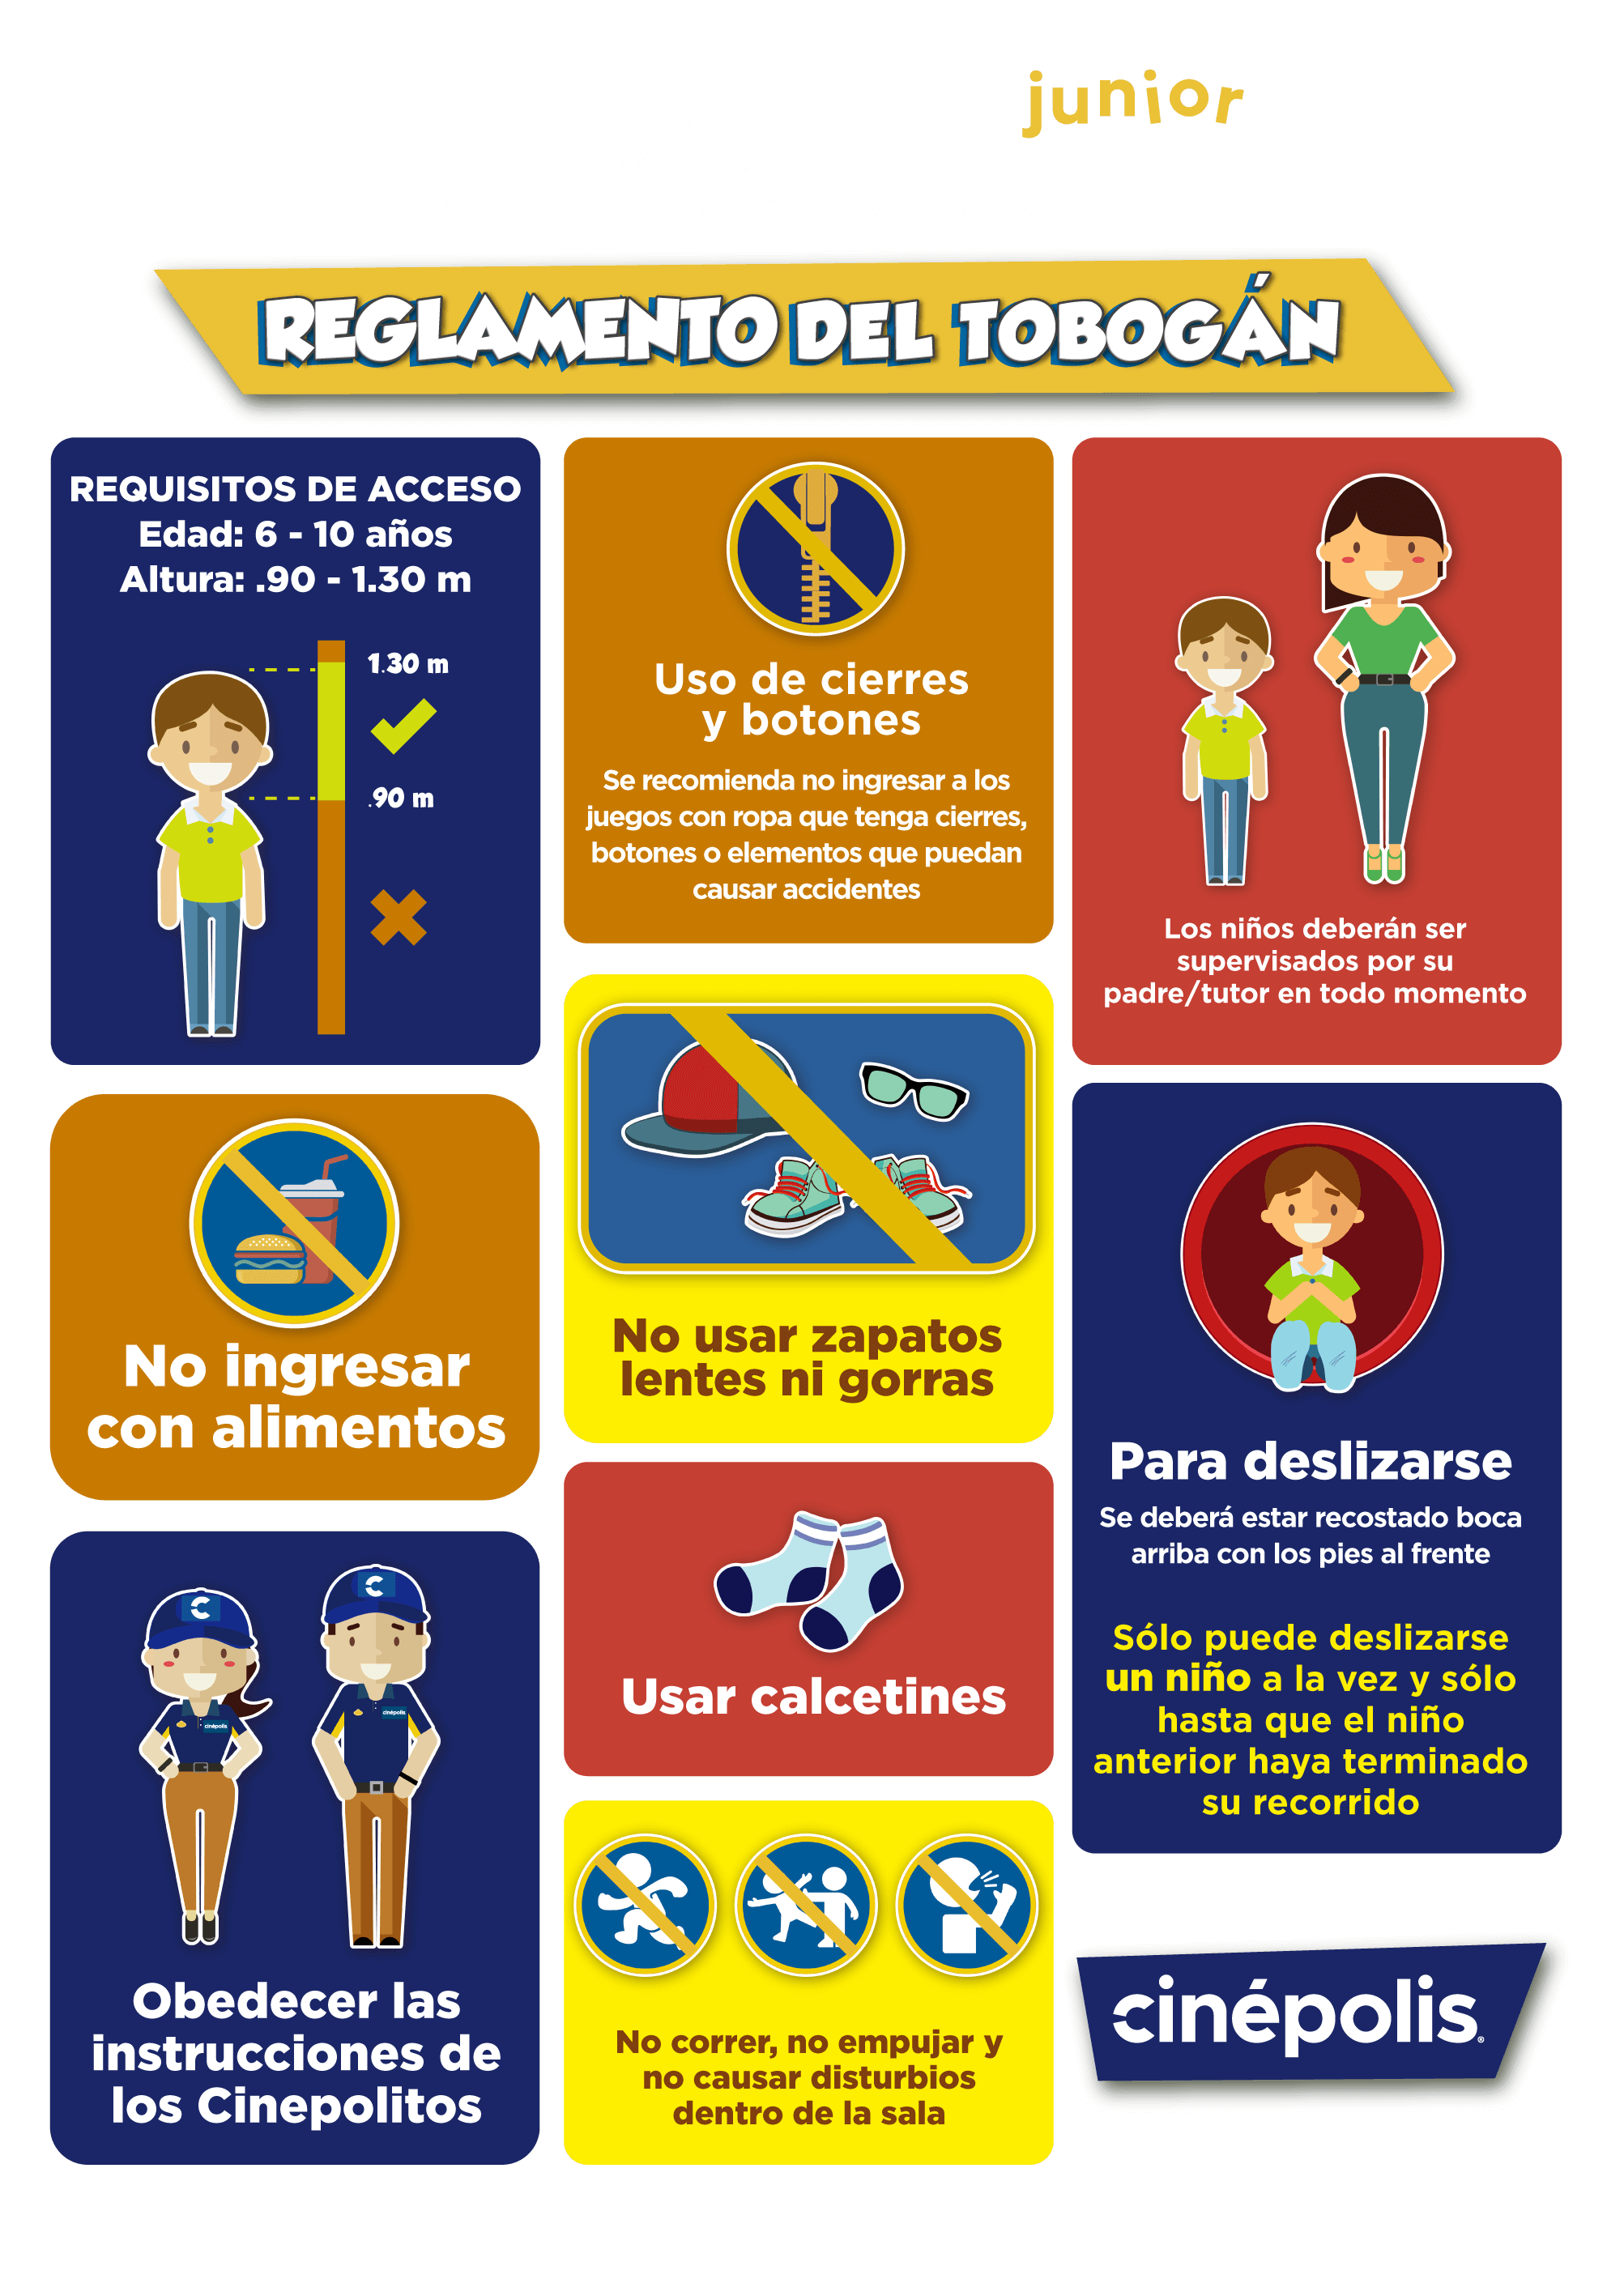 junior
REGLAMENTO DEL TOBOGÁN
REQUISITOS DE ACCESO
Edad: 6 - 10 años
Altura: .90 - 1.30 m
1.30 m
.90 m
Uso de cierres
y botones
Se recomienda no ingresar a los
juegos con ropa que tenga cierres,
botones o elementos que puedan
causar accidentes
Los niños deberán ser
supervisados por su
padre/tutor en todo momento
No ingresar
con alimentos
No usar zapatos
lentes ni gorras
Para deslizarse
Se deberá estar recostado boca
arriba con los pies al frente
Sólo puede deslizarse
un niño a la vez y sólo
hasta que el niño
anterior haya terminado
su recorrido
Usar calcetines
C
C
cinépolis
cinépolis
Obedecer las
instrucciones de
los Cinepolitos
No correr, no empujar y
no causar disturbios
dentro de la sala
cinépolis®